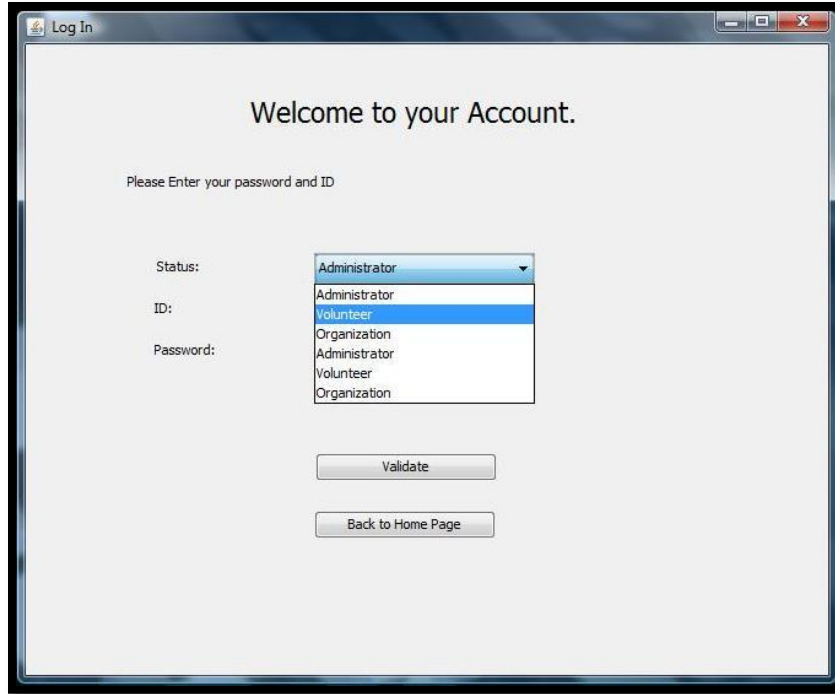 Log In
Welcome to your Account.
Please Enter your password and ID
Status:
Administrator
Administrator
ID:
Volunteer
Organization
Password:
Administrator
Volunteer
Organization
Validate
Back to Home Page